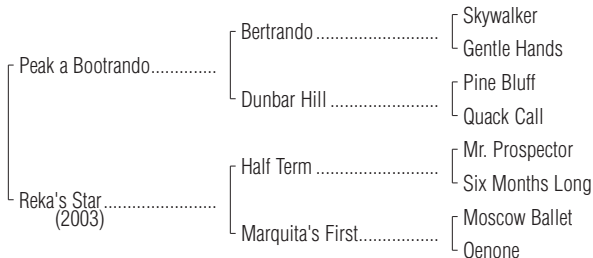 Skywalker
Bertrando
Gentle Hands
Peak a Bootrando
Pine Bluff
Dunbar Hill
Quack Call
Mr. Prospector
Half Term
Six Months Long
Reka's Star
(2003)
Moscow Ballet
Marquita's First
Oenone